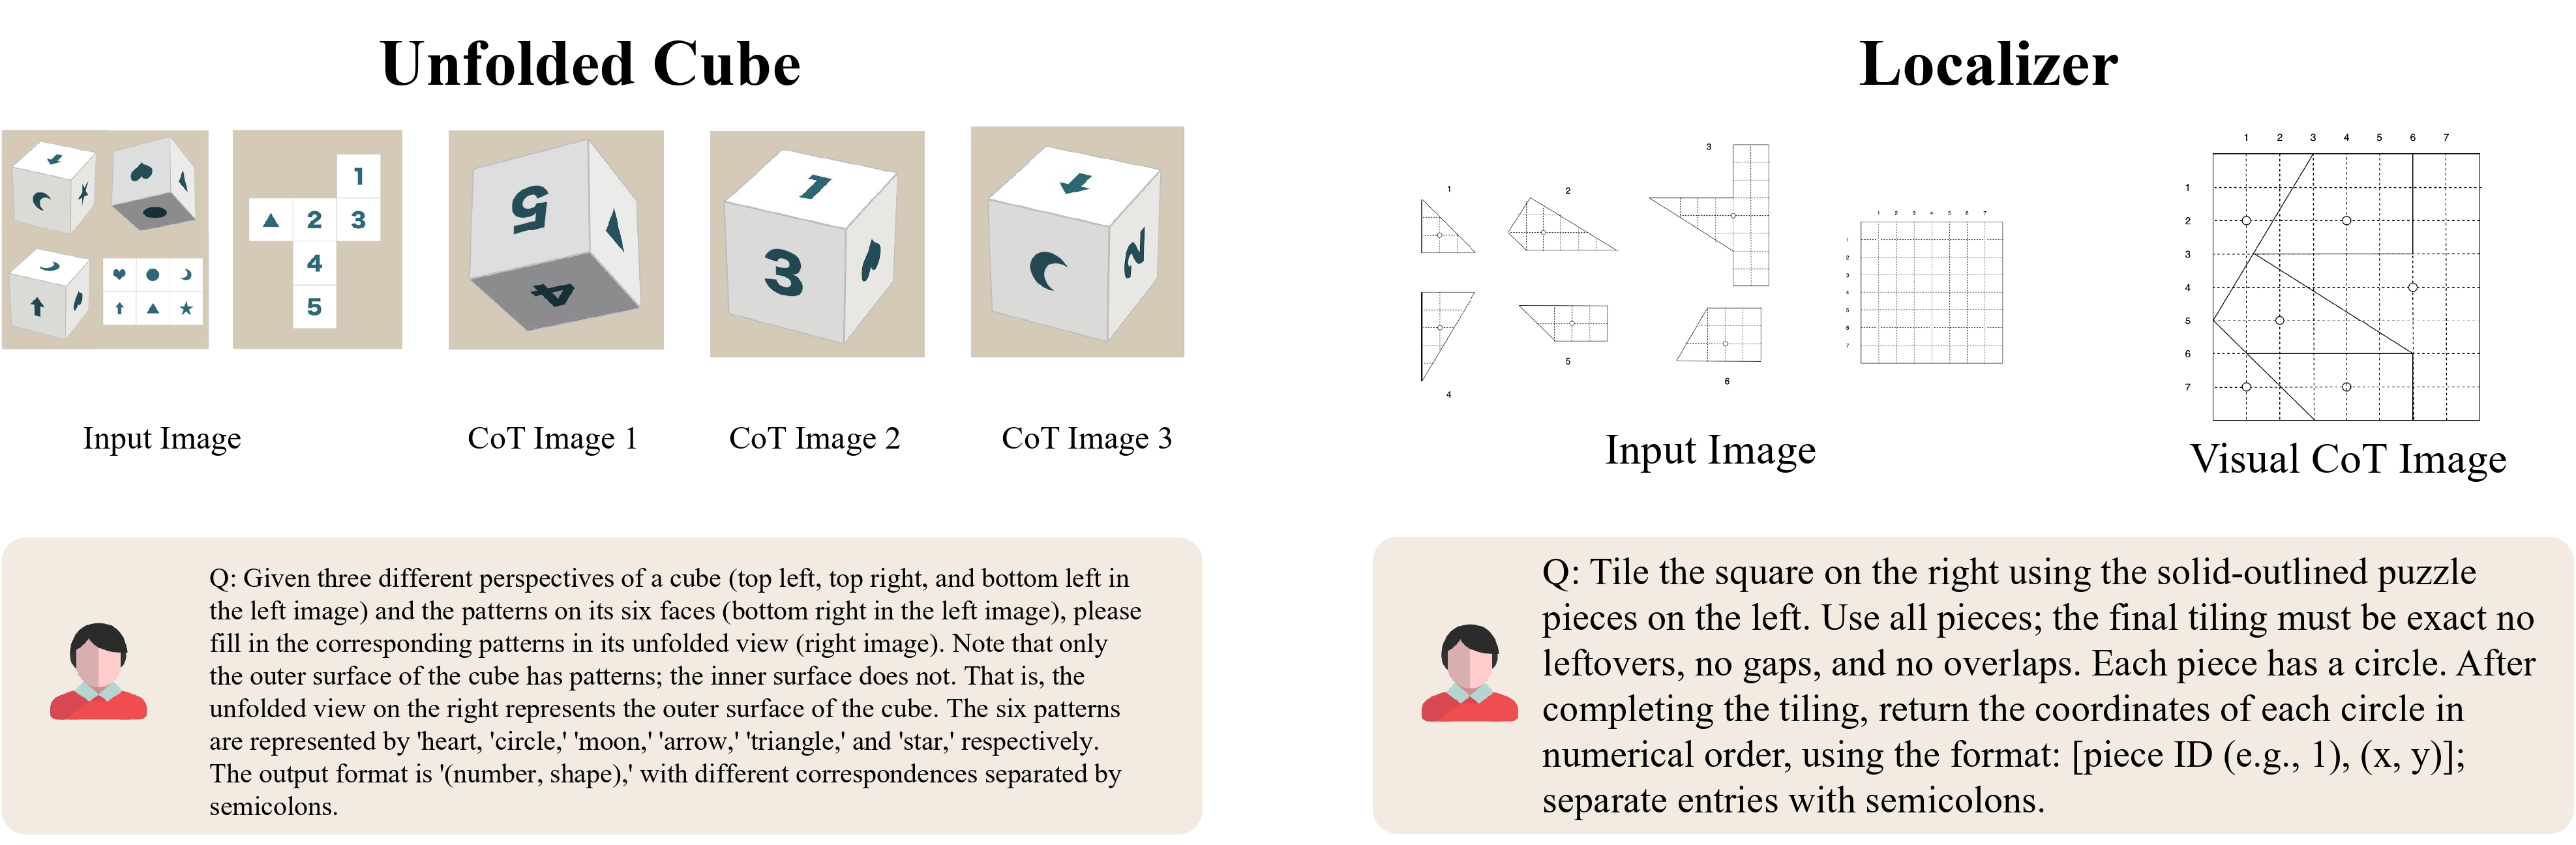 Unfolded Cube
1
2 3
4
5
5
4
1
3
2
2
Input Image
CoT Image 1
CoT Image 2
CoT Image 3
Q: Given three different perspectives of a cube (top left, top right, and bottom left in
the left image) and the patterns on its six faces (bottom right in the left image), please
fill in the corresponding patterns in its unfolded view (right image). Note that only
the outer surface of the cube has patterns; the inner surface does not. That is, the
unfolded view on the right represents the outer surface of the cube. The six patterns
are represented by 'heart, 'circle,' 'moon,' 'arrow,' 'triangle,' and 'star,' respectively.
The output format is '(number, shape),' with different correspondences separated by
semicolons.
Localizer
1
2
3
4
5
6
1 2 3 4 5 6 7
1
2
3
4
5
6
7
Input Image
1 2 3 4 5 6 7
1
2
3
4
5
6
7
Visual CoT Image
Q: Tile the square on the right using the solid-outlined puzzle
pieces on the left. Use all pieces; the final tiling must be exact no
leftovers, no gaps, and no overlaps. Each piece has a circle. After
completing the tiling, return the coordinates of each circle in
numerical order, using the format: [piece ID (e.g., 1), (x, y)];
separate entries with semicolons.